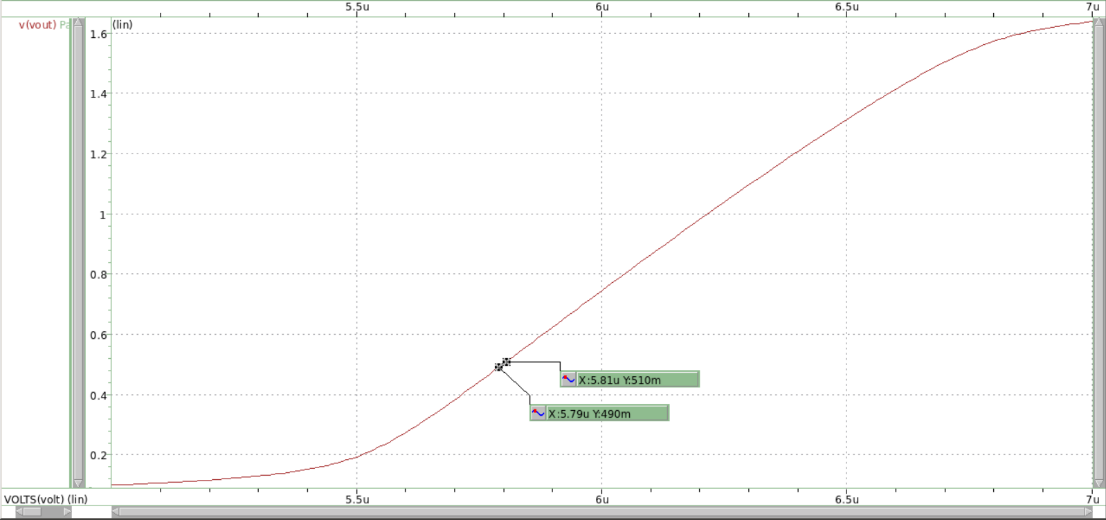 5.5u 6u 6.5u 7u
v(vout) Pa (lin)
1.6
1.4
1.2
1
0.8
0.6
X:5.81u Y:510m
0.4
X:5.79u Y:490m
0.2
VOLTS(volt) (lin) 5.5u 6u 6.5u 7u